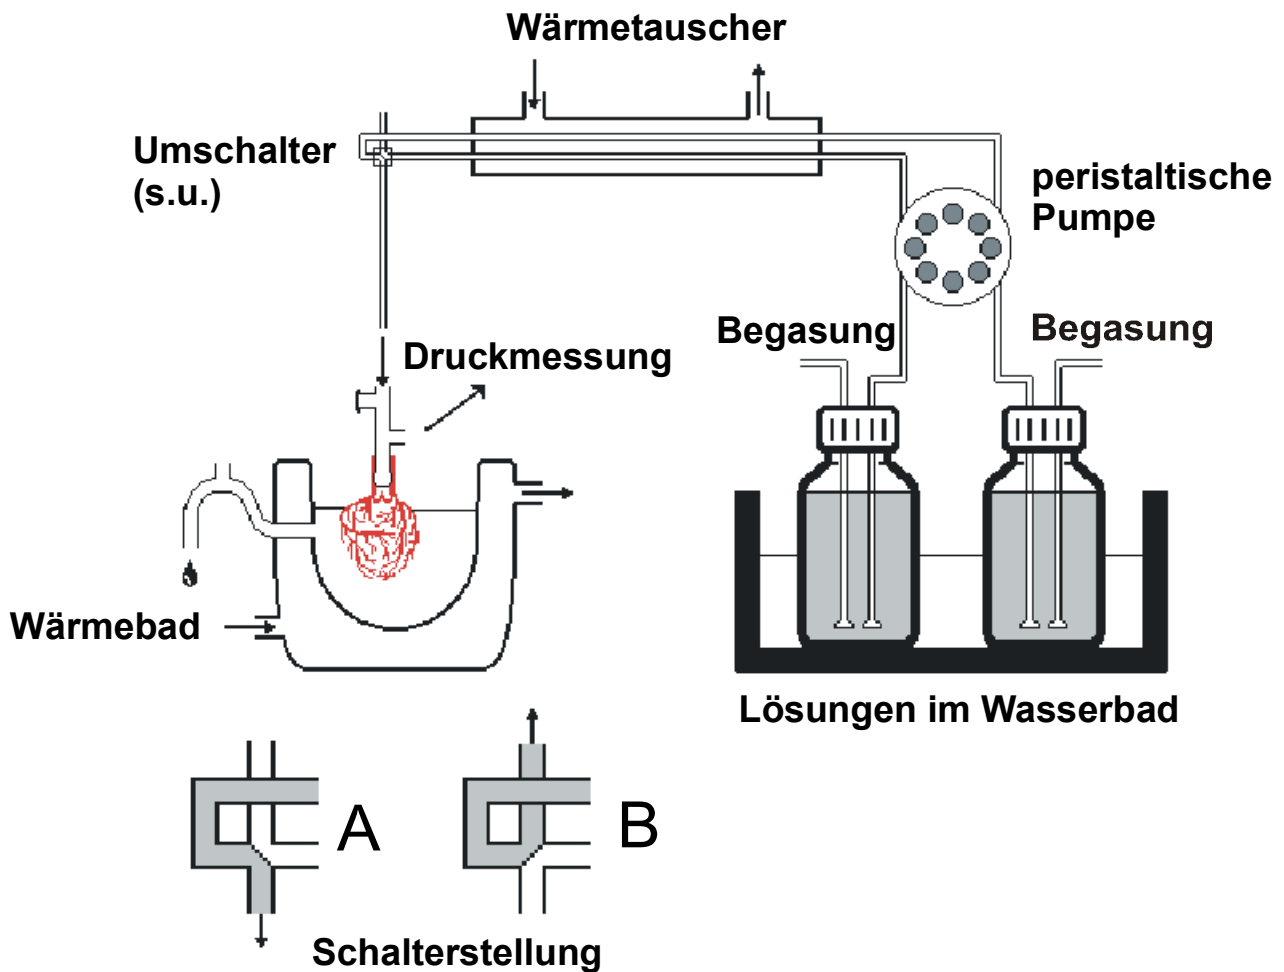 Wärmetauscher
Umschalter
(s.u.)
peristaltische
Pumpe
Begasung
Begasung
Druckmessung
Wärmebad
Lösungen im Wasserbad
A
B
Schalterstellung